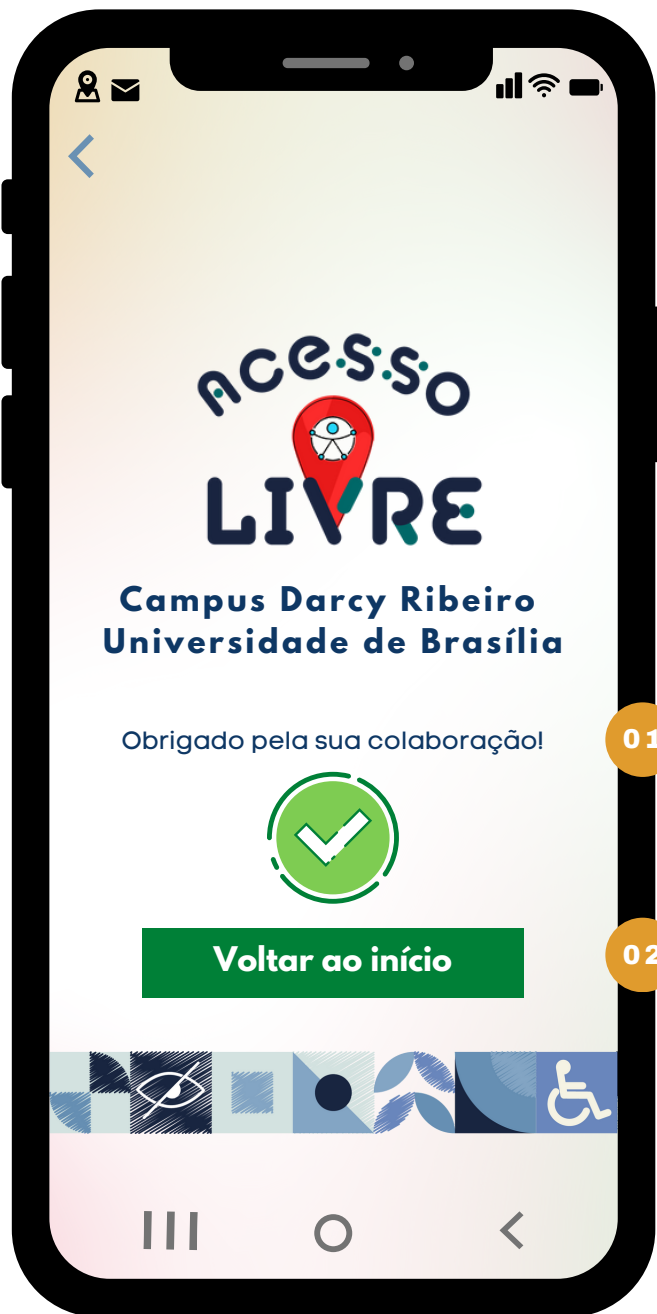 ACESSO
LIVRE
Campus Darcy Ribeiro
Universidade de Brasília
Obrigado pela sua colaboração!
01
Voltar ao início
02